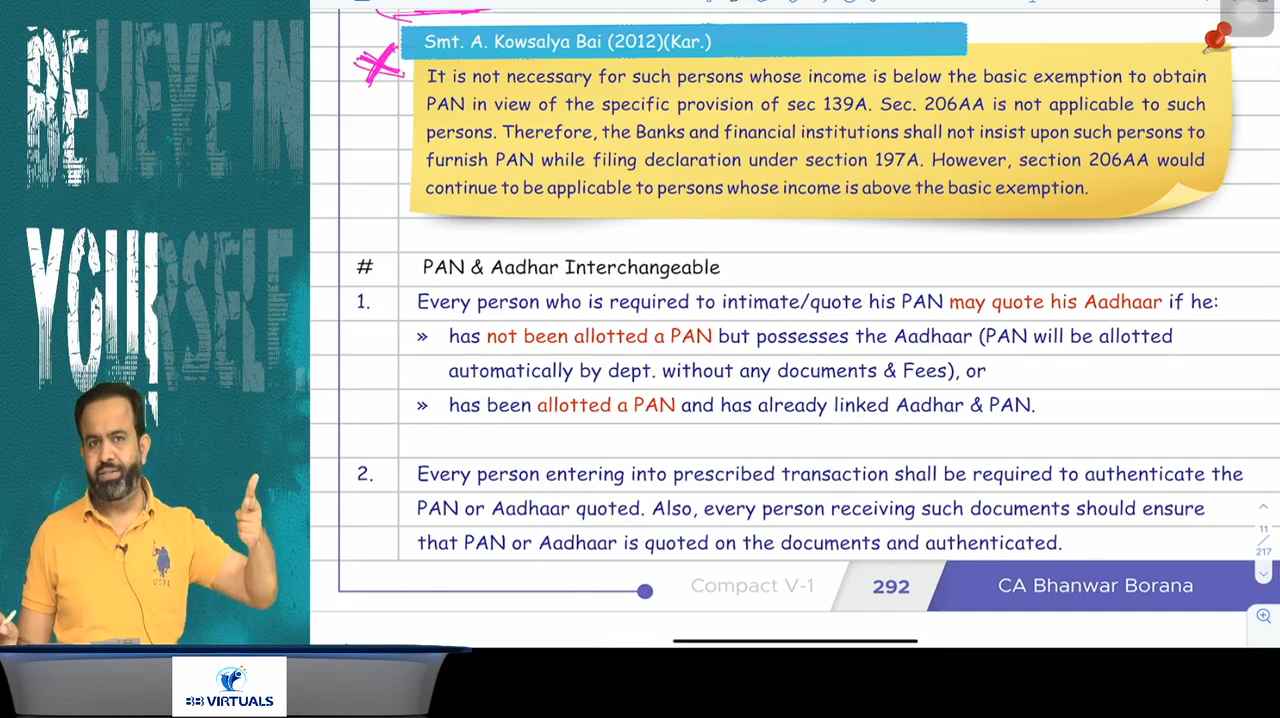 BELIEVE IN
YOURSELF
Smt. A. Kowsalya Bai (2012)(Kar.)
It is not necessary for such persons whose income is below the basic exemption to obtain
PAN in view of the specific provision of sec 139A. Sec. 206AA is not applicable to such
persons. Therefore, the Banks and financial institutions shall not insist upon such persons to
furnish PAN while filing declaration under section 197A. However, section 206AA would
continue to be applicable to persons whose income is above the basic exemption.
# PAN & Aadhar Interchangeable
1. Every person who is required to intimate/quote his PAN may quote his Aadhaar if he:
» has not been allotted a PAN but possesses the Aadhaar (PAN will be allotted
automatically by dept. without any documents & Fees), or
» has been allotted a PAN and has already linked Aadhar & PAN.
2. Every person entering into prescribed transaction shall be required to authenticate the
PAN or Aadhaar quoted. Also, every person receiving such documents should ensure
that PAN or Aadhaar is quoted on the documents and authenticated.
11
/
217
Compact V-1 292 CA Bhanwar Borana
BB VIRTUALS